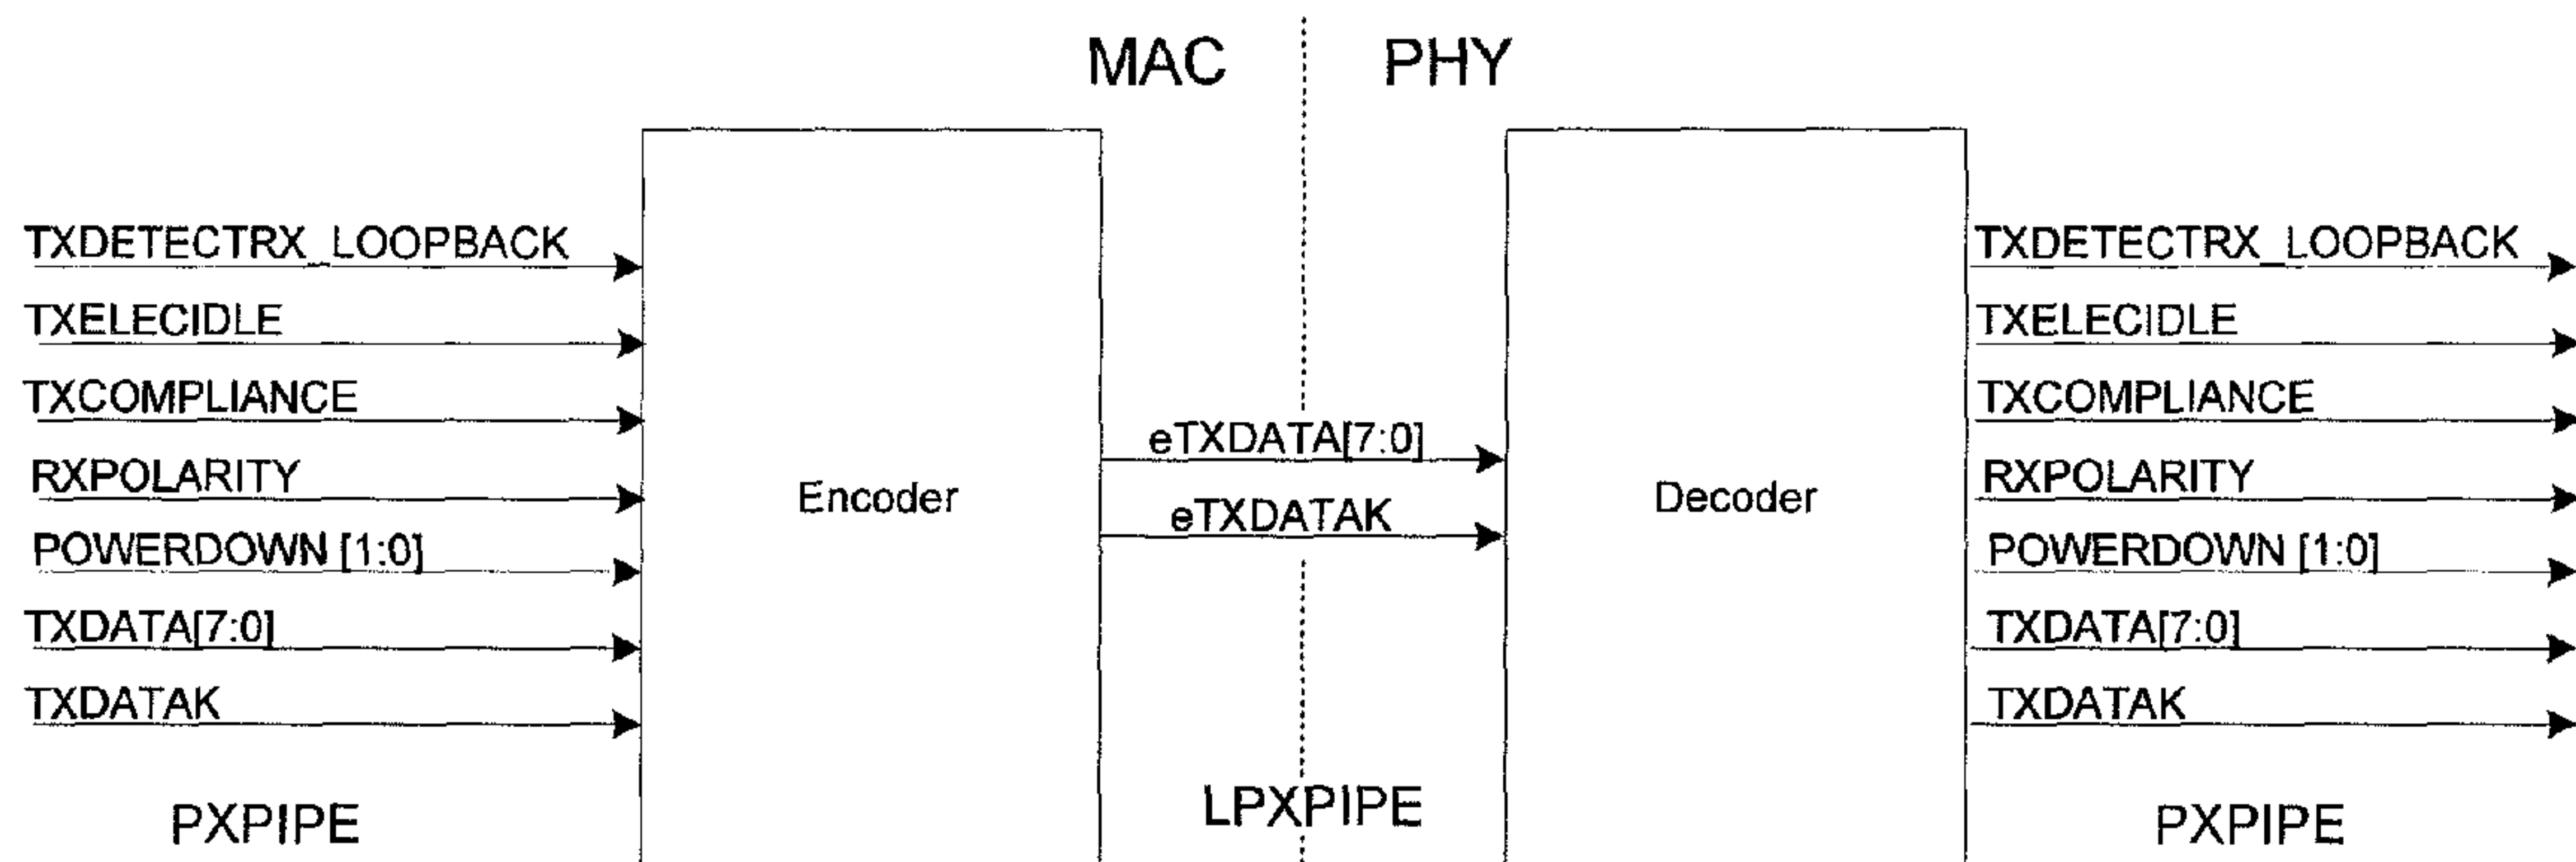 MAC PHY
TXDETECTRX_LOOPBACK
TXELECIDLE
TXCOMPLIANCE
RXPOLARITY
POWERDOWN [1:0]
TXDATA[7:0]
TXDATAK
PXPIPE
Encoder
eTXDATA[7:0]
eTXDATAK
LPXPIPE
Decoder
TXDETECTRX_LOOPBACK
TXELECIDLE
TXCOMPLIANCE
RXPOLARITY
POWERDOWN [1:0]
TXDATA[7:0]
TXDATAK
PXPIPE